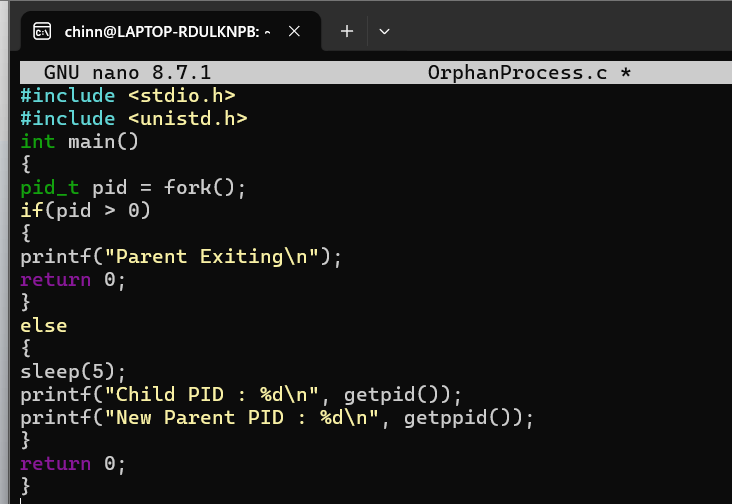 chinn@LAPTOP-RDULKNPB: ~
GNU nano 8.7.1 OrphanProcess.c *
#include <stdio.h>
#include <unistd.h>
int main()
{
pid_t pid = fork();
if(pid > 0)
{
printf("Parent Exiting\n");
return 0;
}
else
{
sleep(5);
printf("Child PID : %d\n", getpid());
printf("New Parent PID : %d\n", getppid());
}
return 0;
}